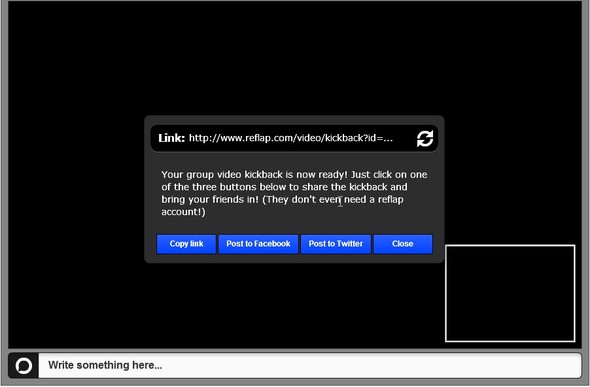 Link: http://www.reflap.com/video/kickback?id=...
Your group video kickback is now ready! Just click on one
of the three buttons below to share the kickback and
bring your friends in! (They don't even need a reflap
account!)
Copy link Post to Facebook Post to Twitter Close
Write something here...